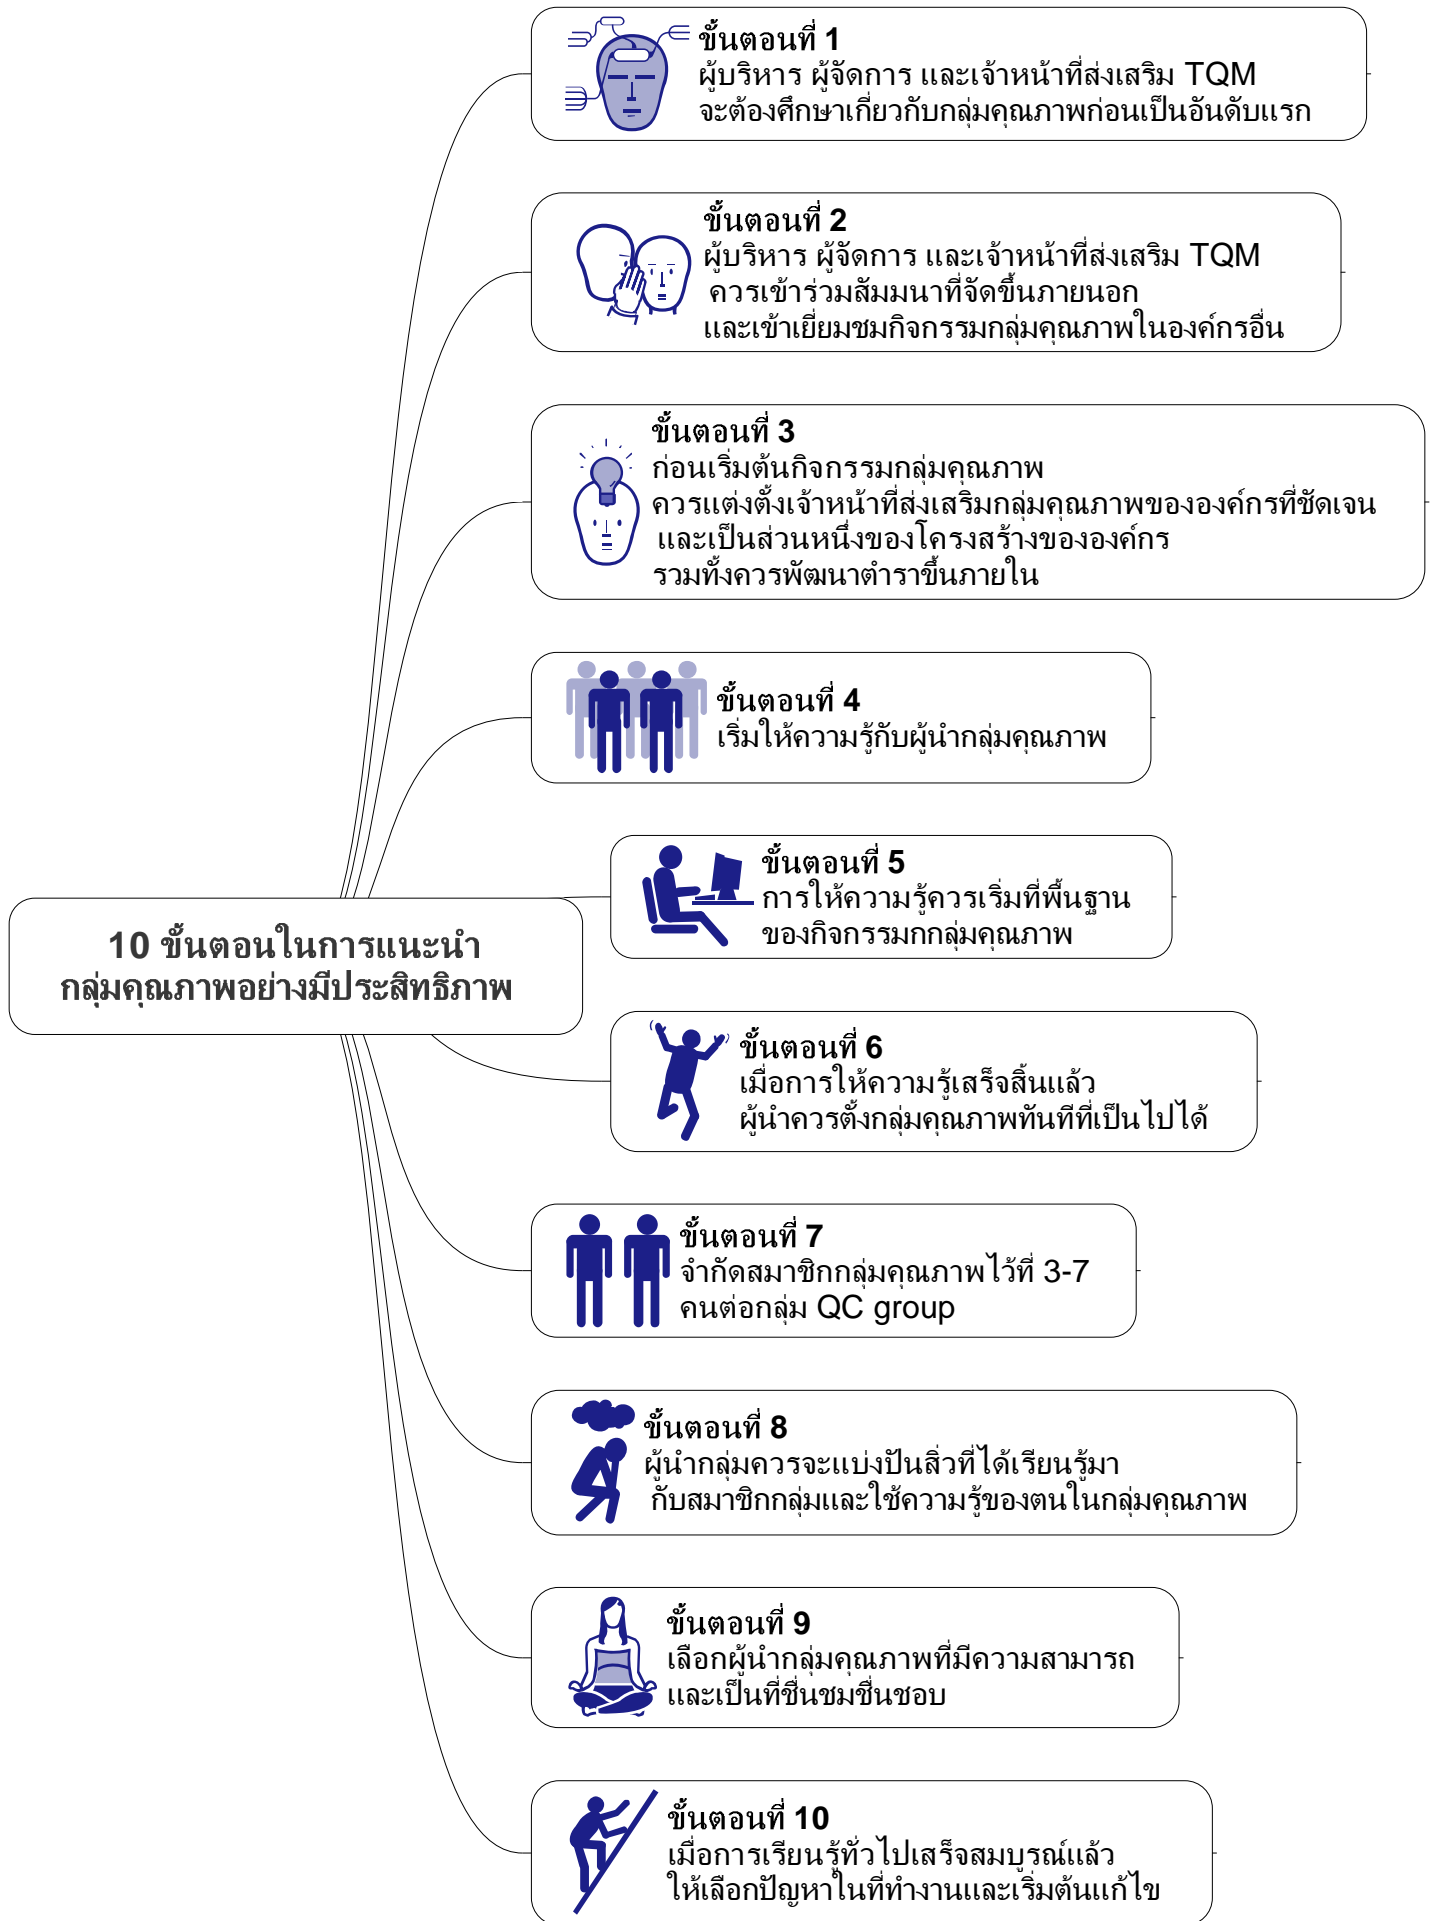 ขั้นตอนที่ 1
ผู้บริหาร ผู้จัดการ และเจ้าหน้าที่ส่งเสริม TQM
จะต้องศึกษาเกี่ยวกับกลุ่มคุณภาพก่อนเป็นอันดับแรก
ขั้นตอนที่ 2
ผู้บริหาร ผู้จัดการ และเจ้าหน้าที่ส่งเสริม TQM
ควรเข้าร่วมสัมมนาที่จัดขึ้นภายนอก
และเข้าเยี่ยมชมกิจกรรมกลุ่มคุณภาพในองค์กรอื่น
ขั้นตอนที่ 3
ก่อนเริ่มต้นกิจกรรมกลุ่มคุณภาพ
ควรแต่งตั้งเจ้าหน้าที่ส่งเสริมกลุ่มคุณภาพขององค์กรที่ชัดเจน
และเป็นส่วนหนึ่งของโครงสร้างขององค์กร
รวมทั้งควรพัฒนาตำราขึ้นภายใน
ขั้นตอนที่ 4
เริ่มให้ความรู้กับผู้นำกลุ่มคุณภาพ
ขั้นตอนที่ 5
การให้ความรู้ควรเริ่มที่พื้นฐาน
ของกิจกรรมกกลุ่มคุณภาพ
10 ขั้นตอนในการแนะนำ
กลุ่มคุณภาพอย่างมีประสิทธิภาพ
ขั้นตอนที่ 6
เมื่อการให้ความรู้เสร็จสิ้นแล้ว
ผู้นำควรตั้งกลุ่มคุณภาพทันทีที่เป็นไปได้
ขั้นตอนที่ 7
จำกัดสมาชิกกลุ่มคุณภาพไว้ที่ 3-7
คนต่อกลุ่ม QC group
ขั้นตอนที่ 8
ผู้นำกลุ่มควรจะแบ่งปันสิ่วที่ได้เรียนรู้มา
กับสมาชิกกลุ่มและใช้ความรู้ของตนในกลุ่มคุณภาพ
ขั้นตอนที่ 9
เลือกผู้นำกลุ่มคุณภาพที่มีความสามารถ
และเป็นที่ชื่นชมชื่นชอบ
ขั้นตอนที่ 10
เมื่อการเรียนรู้ทั่วไปเสร็จสมบูรณ์แล้ว
ให้เลือกปัญหาในที่ทำงานและเริ่มต้นแก้ไข